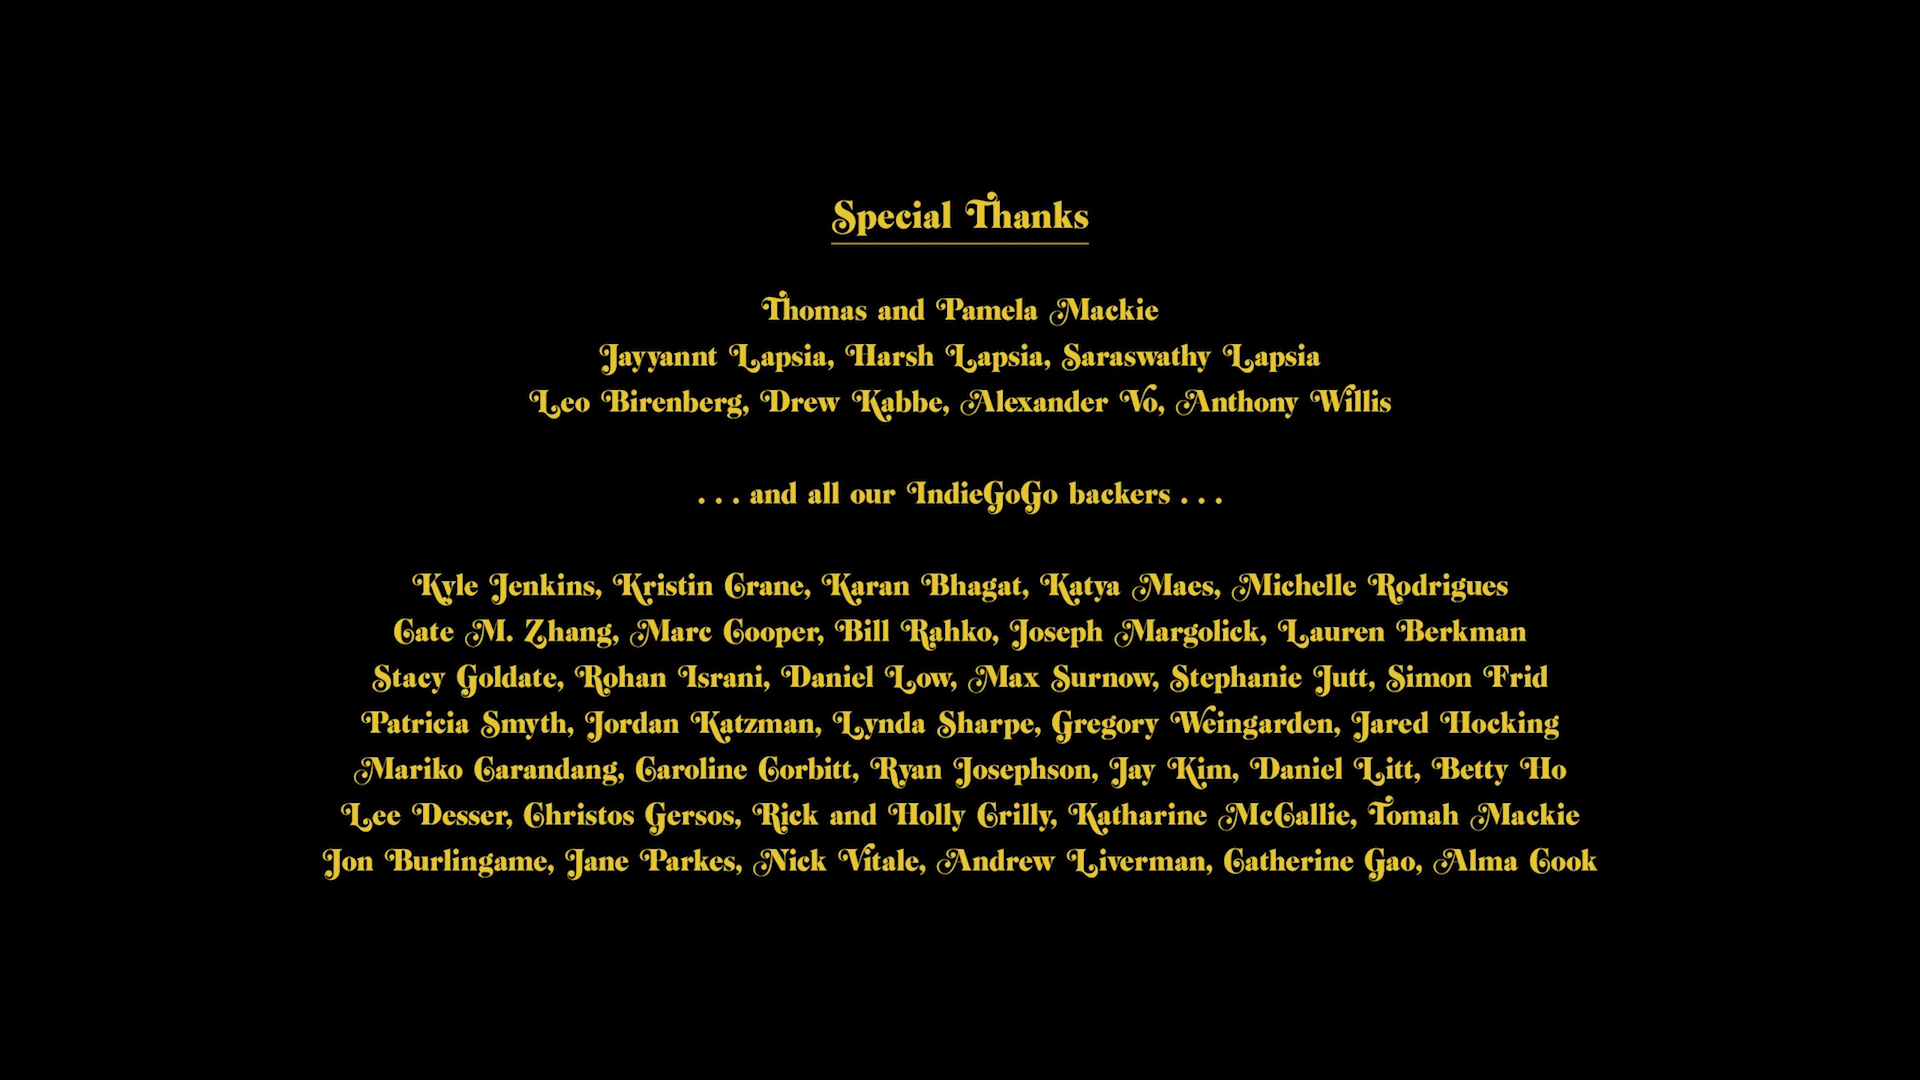 Special Thanks
Thomas and Pamela Mackie
Jayyannt Lapsia, Harsh Lapsia, Saraswathy Lapsia
Leo Birenberg, Drew Kabbe, Alexander Vo, Anthony Willis
. . . and all our IndieGoGo backers . . .
Kyle Jenkins, Kristin Crane, Karan Bhagat, Katya Maes, Michelle Rodrigues
Cate M. Zhang, Marc Cooper, Bill Rahko, Joseph Margolick, Lauren Berkman
Stacy Goldate, Rohan Israni, Daniel Low, Max Surnow, Stephanie Jutt, Simon Frid
Patricia Smyth, Jordan Katzman, Lynda Sharpe, Gregory Weingarden, Jared Hocking
Mariko Carandang, Caroline Corbitt, Ryan Josephson, Jay Kim, Daniel Litt, Betty Ho
Lee Desser, Christos Gersos, Rick and Holly Crilly, Katharine McCallie, Tomah Mackie
Jon Burlingame, Jane Parkes, Nick Vitale, Andrew Liverman, Catherine Gao, Alma Cook